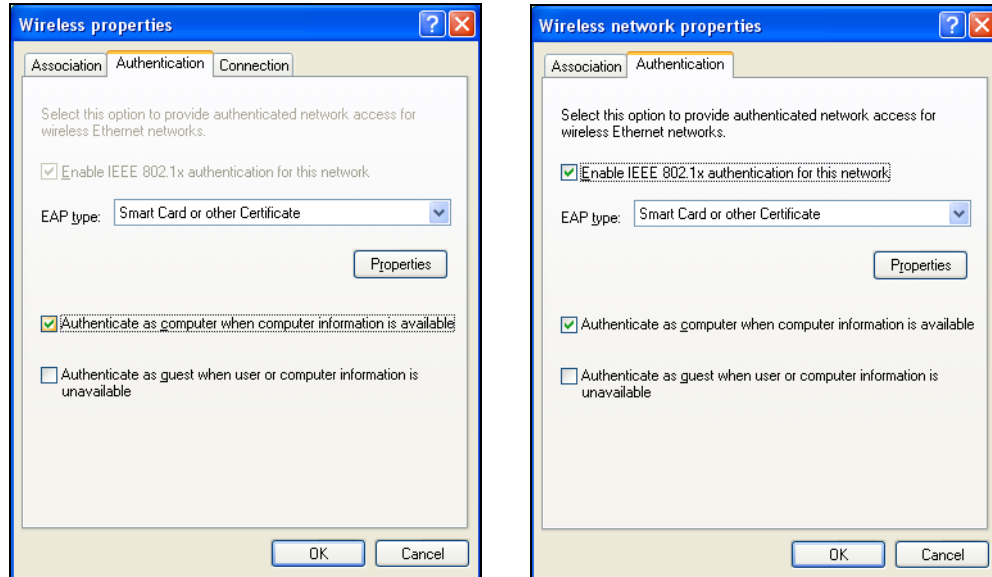 Wireless properties
Association Authentication Connection
Select this option to provide authenticated network access for
wireless Ethernet networks.
Enable IEEE 802.1x authentication for this network
EAP type: Smart Card or other Certificate
Properties
Authenticate as computer when computer information is available
Authenticate as guest when user or computer information is
unavailable
OK Cancel
Wireless network properties
Association Authentication
Select this option to provide authenticated network access for
wireless Ethernet networks.
Enable IEEE 802.1x authentication for this network
EAP type: Smart Card or other Certificate
Properties
Authenticate as computer when computer information is available
Authenticate as guest when user or computer information is
unavailable
OK Cancel